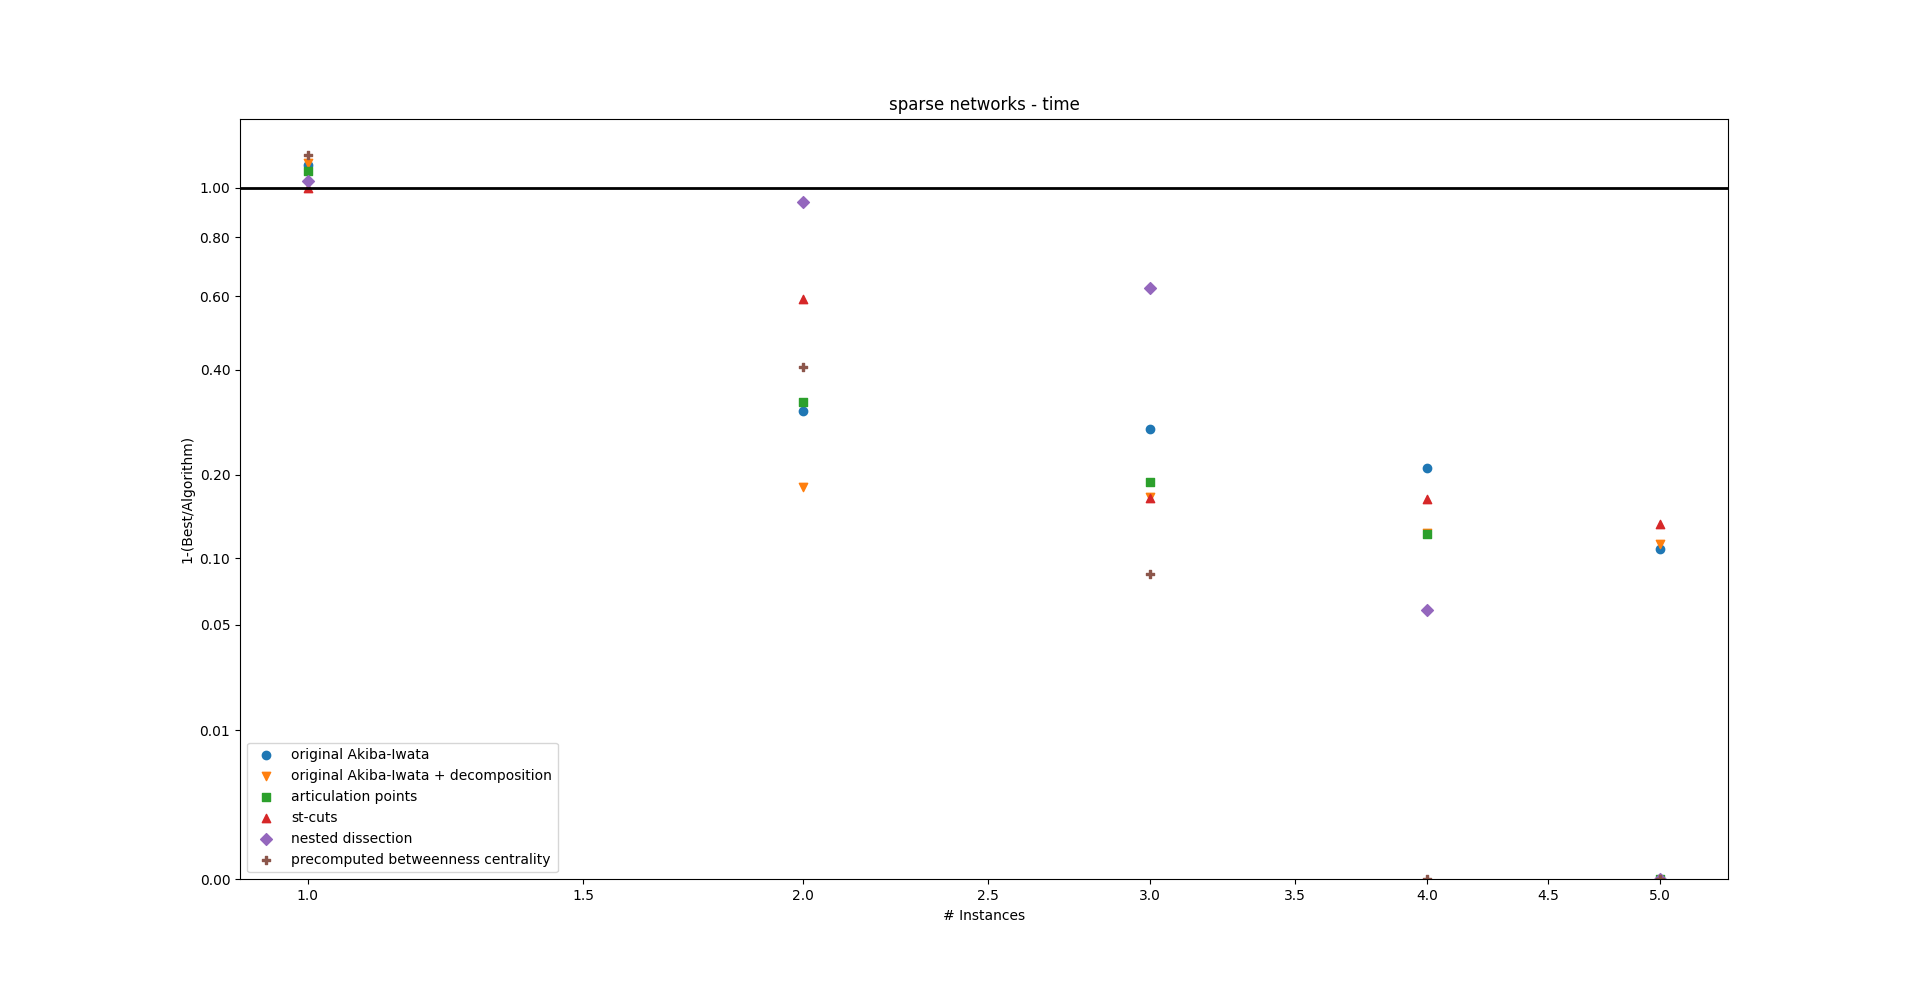 sparse networks - time
1-(Best/Algorithm)
1.00
0.80
0.60
0.40
0.20
0.10
0.05
0.01
0.00
original Akiba-Iwata
original Akiba-Iwata + decomposition
articulation points
st-cuts
nested dissection
precomputed betweenness centrality
1.0 1.5 2.0 2.5 3.0 3.5 4.0 4.5 5.0
# Instances